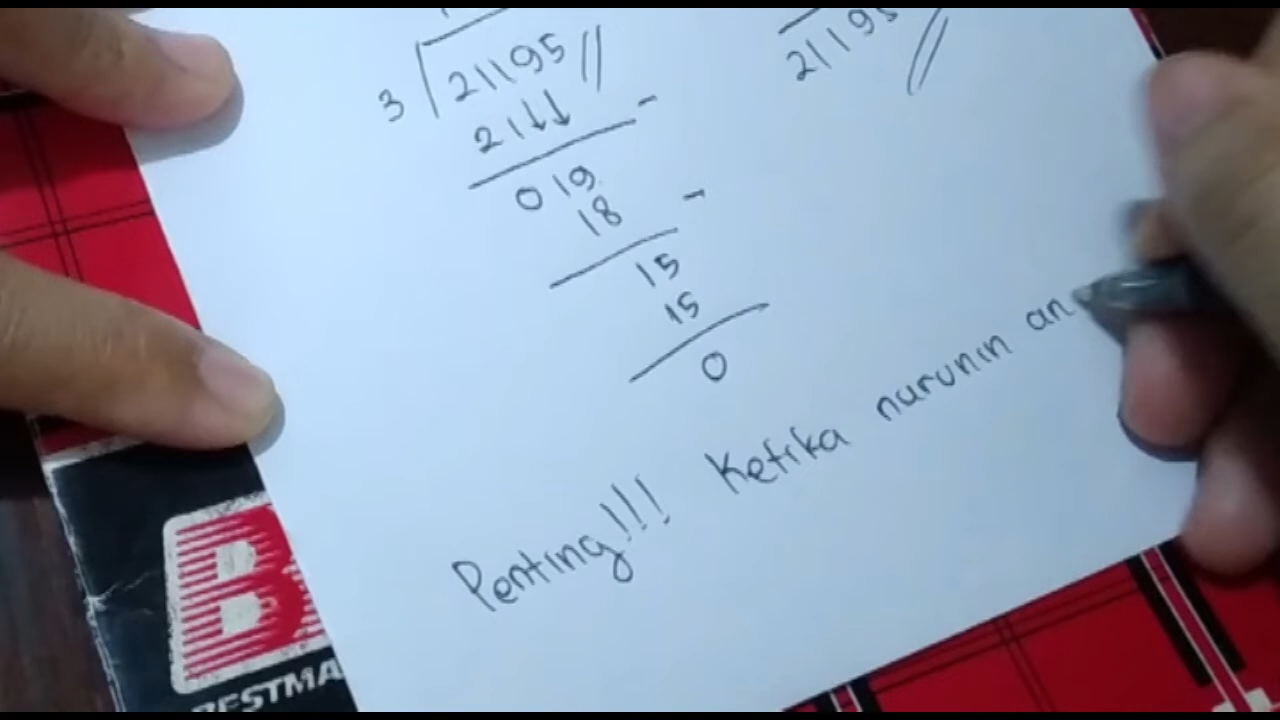 3 21195 //
21↓↓ -
019
18 -
15
15
0
21195 //
Penting!!! Ketika nurunin an
B
BESTMA